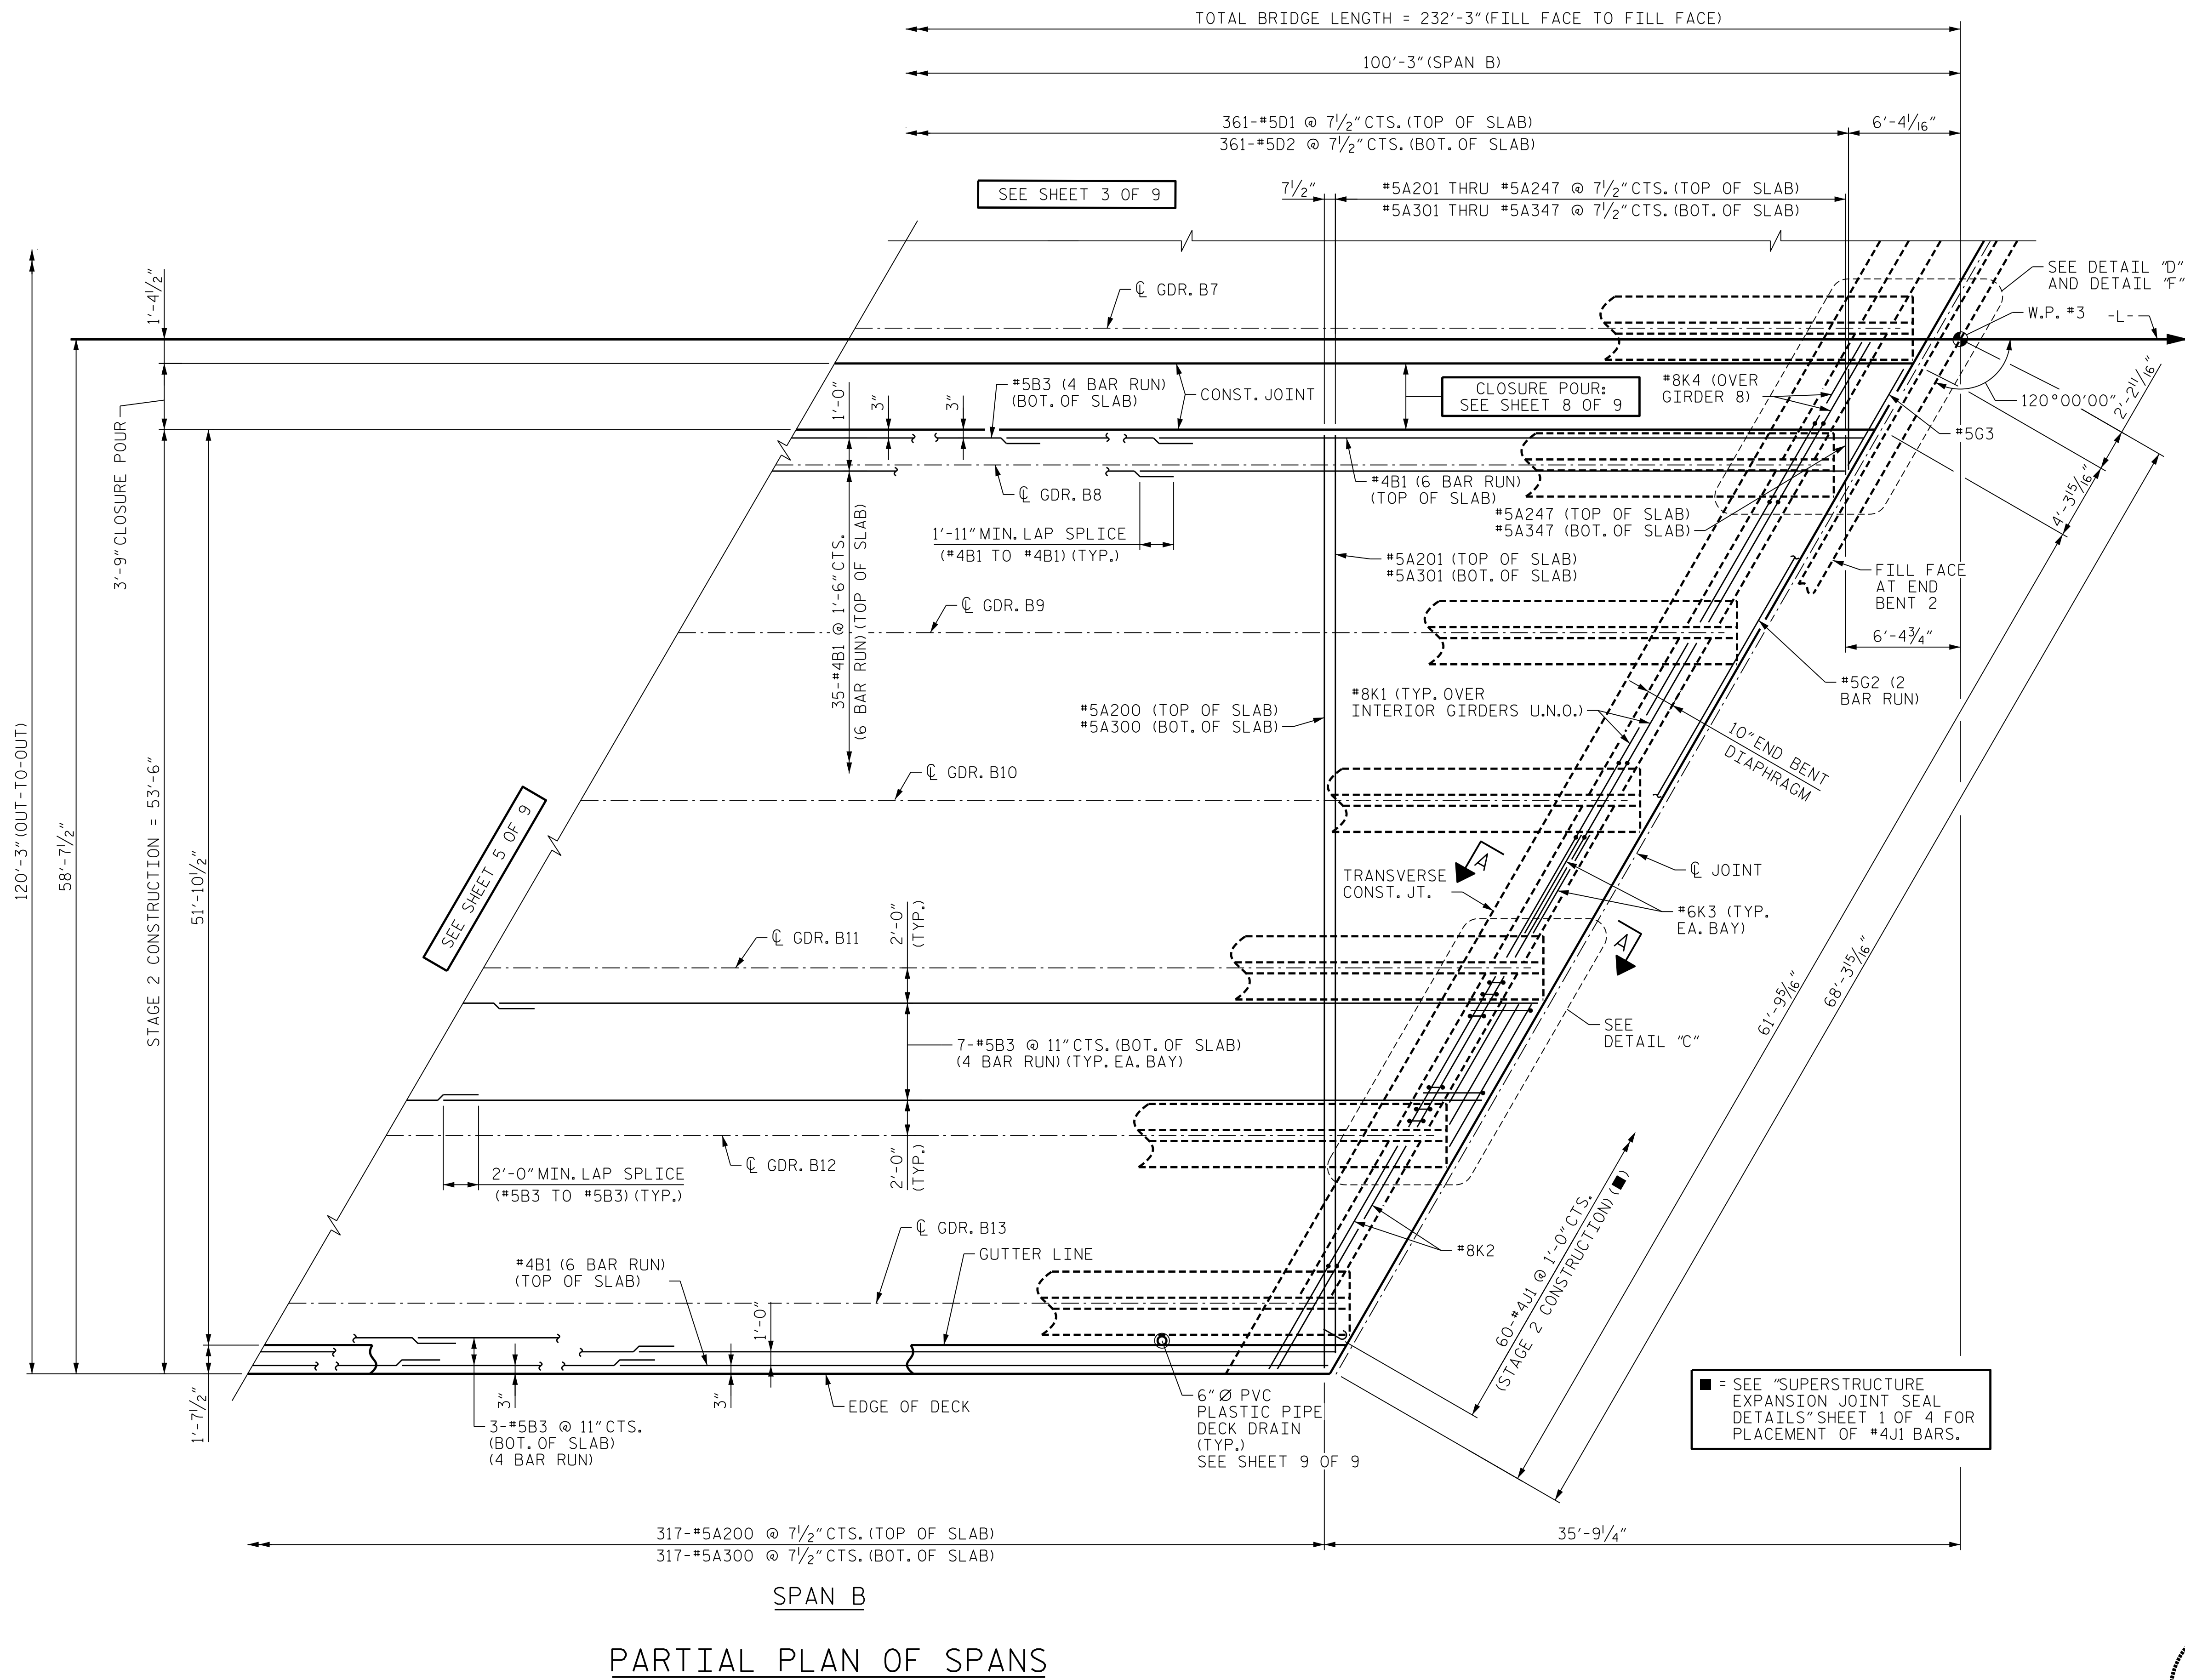 TOTAL BRIDGE LENGTH = 232'-3" (FILL FACE TO FILL FACE)
100'-3" (SPAN B)
361-#5D1 @ 7½" CTS. (TOP OF SLAB)
361-#5D2 @ 7½" CTS. (BOT. OF SLAB)
6'-4 1/16"
SEE SHEET 3 OF 9
7½"
#5A201 THRU #5A247 @ 7½" CTS. (TOP OF SLAB)
#5A301 THRU #5A347 @ 7½" CTS. (BOT. OF SLAB)
SEE DETAIL "D"
AND DETAIL "F"
℄ GDR. B7
W.P. #3
-L-
1'-4½"
3'-9" CLOSURE POUR
1'-0"
3"
3"
#5B3 (4 BAR RUN)
(BOT. OF SLAB)
CONST. JOINT
CLOSURE POUR:
SEE SHEET 8 OF 9
#8K4 (OVER
GIRDER 8)
120°00'00"
2'-2 11/16"
#5G3
4'-3 15/16"
℄ GDR. B8
#4B1 (6 BAR RUN)
(TOP OF SLAB)
#5A247 (TOP OF SLAB)
#5A347 (BOT. OF SLAB)
1'-11" MIN. LAP SPLICE
(#4B1 TO #4B1) (TYP.)
35-#4B1 @ 1'-6" CTS.
(6 BAR RUN) (TOP OF SLAB)
#5A201 (TOP OF SLAB)
#5A301 (BOT. OF SLAB)
FILL FACE
AT END
BENT 2
℄ GDR. B9
6'-4¾"
#5G2 (2
BAR RUN)
#8K1 (TYP. OVER
INTERIOR GIRDERS U.N.O.)
#5A200 (TOP OF SLAB)
#5A300 (BOT. OF SLAB)
10" END BENT
DIAPHRAGM
120'-3" (OUT-TO-OUT)
58'-7½"
STAGE 2 CONSTRUCTION = 53'-6"
51'-10½"
SEE SHEET 5 OF 9
℄ GDR. B10
TRANSVERSE
CONST. JT.
A
℄ JOINT
#6K3 (TYP.
EA. BAY)
A
℄ GDR. B11
2'-0"
(TYP.)
SEE
DETAIL "C"
61'-9 5/16"
68'-3 15/16"
7-#5B3 @ 11" CTS. (BOT. OF SLAB)
(4 BAR RUN) (TYP. EA. BAY)
℄ GDR. B12
2'-0"
(TYP.)
2'-0" MIN. LAP SPLICE
(#5B3 TO #5B3) (TYP.)
60-#4J1 @ 1'-0" CTS.
(STAGE 2 CONSTRUCTION) (■)
℄ GDR. B13
GUTTER LINE
#8K2
#4B1 (6 BAR RUN)
(TOP OF SLAB)
1'-0"
1'-7½"
3"
3"
3-#5B3 @ 11" CTS.
(BOT. OF SLAB)
(4 BAR RUN)
EDGE OF DECK
6" Ø PVC
PLASTIC PIPE
DECK DRAIN
(TYP.)
SEE SHEET 9 OF 9
■ = SEE "SUPERSTRUCTURE
EXPANSION JOINT SEAL
DETAILS" SHEET 1 OF 4 FOR
PLACEMENT OF #4J1 BARS.
317-#5A200 @ 7½" CTS. (TOP OF SLAB)
317-#5A300 @ 7½" CTS. (BOT. OF SLAB)
35'-9¼"
SPAN B
PARTIAL PLAN OF SPANS